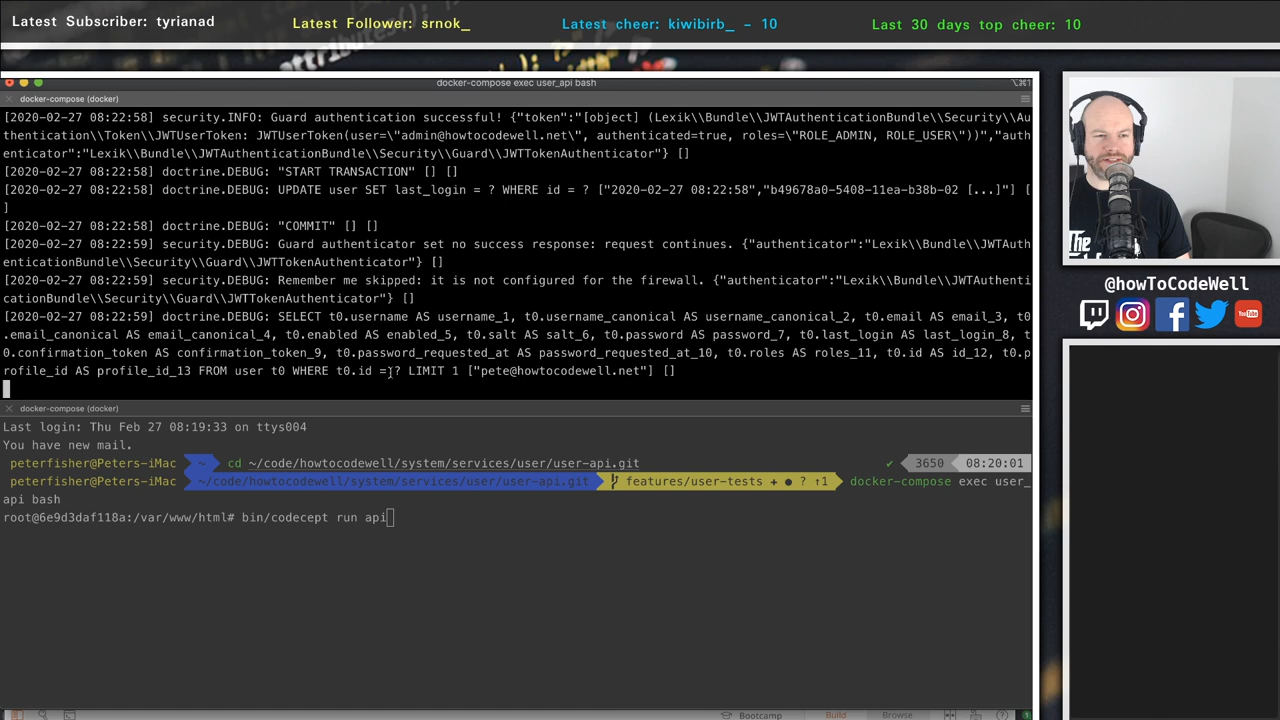 Latest Subscriber: tyrianad
Latest Follower: srnok_
Latest cheer: kiwibirb_ - 10
Last 30 days top cheer: 10
docker-compose exec user_api bash
⌥⌘1
docker-compose (docker)
[2020-02-27 08:22:58] security.INFO: Guard authentication successful! {"token":"[object] (Lexik\\Bundle\\JWTAuthenticationBundle\\Security\\Au
thentication\\Token\\JWTUserToken: JWTUserToken(user=\"admin@howtocodewell.net\", authenticated=true, roles=\"ROLE_ADMIN, ROLE_USER\"))","auth
enticator":"Lexik\\Bundle\\JWTAuthenticationBundle\\Security\\Guard\\JWTTokenAuthenticator"} []
[2020-02-27 08:22:58] doctrine.DEBUG: "START TRANSACTION" [] []
[2020-02-27 08:22:58] doctrine.DEBUG: UPDATE user SET last_login = ? WHERE id = ? ["2020-02-27 08:22:58","b49678a0-5408-11ea-b38b-02 [...]"] [
]
[2020-02-27 08:22:58] doctrine.DEBUG: "COMMIT" [] []
[2020-02-27 08:22:59] security.DEBUG: Guard authenticator set no success response: request continues. {"authenticator":"Lexik\\Bundle\\JWTAuth
enticationBundle\\Security\\Guard\\JWTTokenAuthenticator"} []
[2020-02-27 08:22:59] security.DEBUG: Remember me skipped: it is not configured for the firewall. {"authenticator":"Lexik\\Bundle\\JWTAuthenti
cationBundle\\Security\\Guard\\JWTTokenAuthenticator"} []
[2020-02-27 08:22:59] doctrine.DEBUG: SELECT t0.username AS username_1, t0.username_canonical AS username_canonical_2, t0.email AS email_3, t0
.email_canonical AS email_canonical_4, t0.enabled AS enabled_5, t0.salt AS salt_6, t0.password AS password_7, t0.last_login AS last_login_8, t
0.confirmation_token AS confirmation_token_9, t0.password_requested_at AS password_requested_at_10, t0.roles AS roles_11, t0.id AS id_12, t0.p
rofile_id AS profile_id_13 FROM user t0 WHERE t0.id = ? LIMIT 1 ["pete@howtocodewell.net"] []
docker-compose (docker)
Last login: Thu Feb 27 08:19:33 on ttys004
You have new mail.
peterfisher@Peters-iMac ~ cd ~/code/howtocodewell/system/services/user/user-api.git ✔ 3650 08:20:01
peterfisher@Peters-iMac ~/code/howtocodewell/system/services/user/user-api.git features/user-tests + ● ? ↑1 docker-compose exec user_
api bash
root@6e9d3daf118a:/var/www/html# bin/codecept run api
Bootcamp
Build
Browse
1
The
@howToCodeWell
YouTube